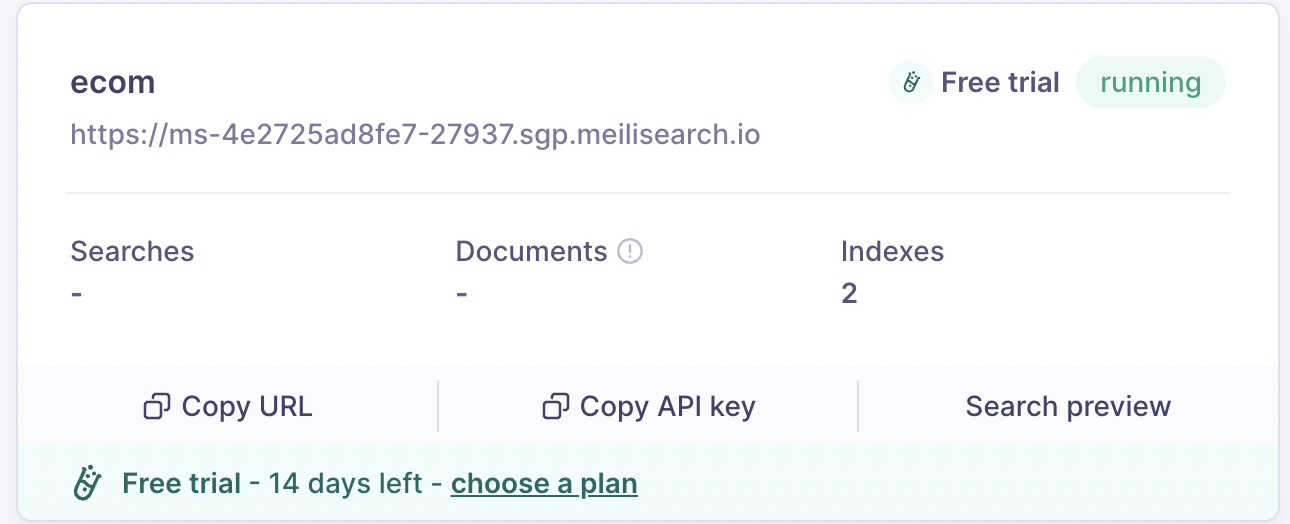 ecom
Free trial
running
https://ms-4e2725ad8fe7-27937.sgp.meilisearch.io
Searches
-
Documents
-
Indexes
2
Copy URL
Copy API key
Search preview
Free trial - 14 days left - choose a plan